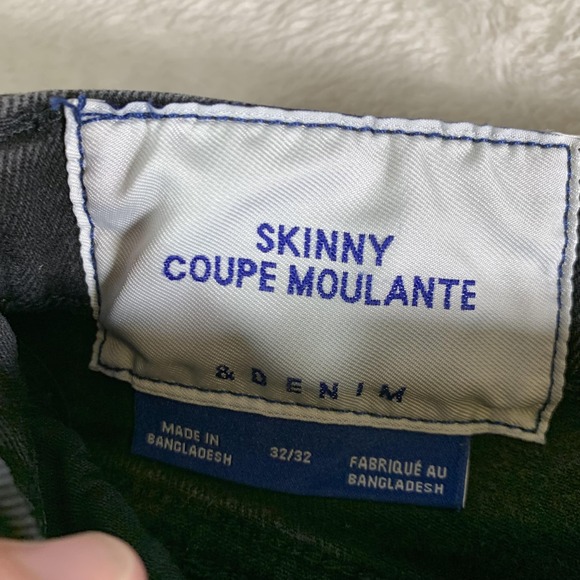 SKINNY
COUPE MOULANTE
& DENIM
MADE IN
BANGLADESH
32/32
FABRIQUÉ AU
BANGLADESH